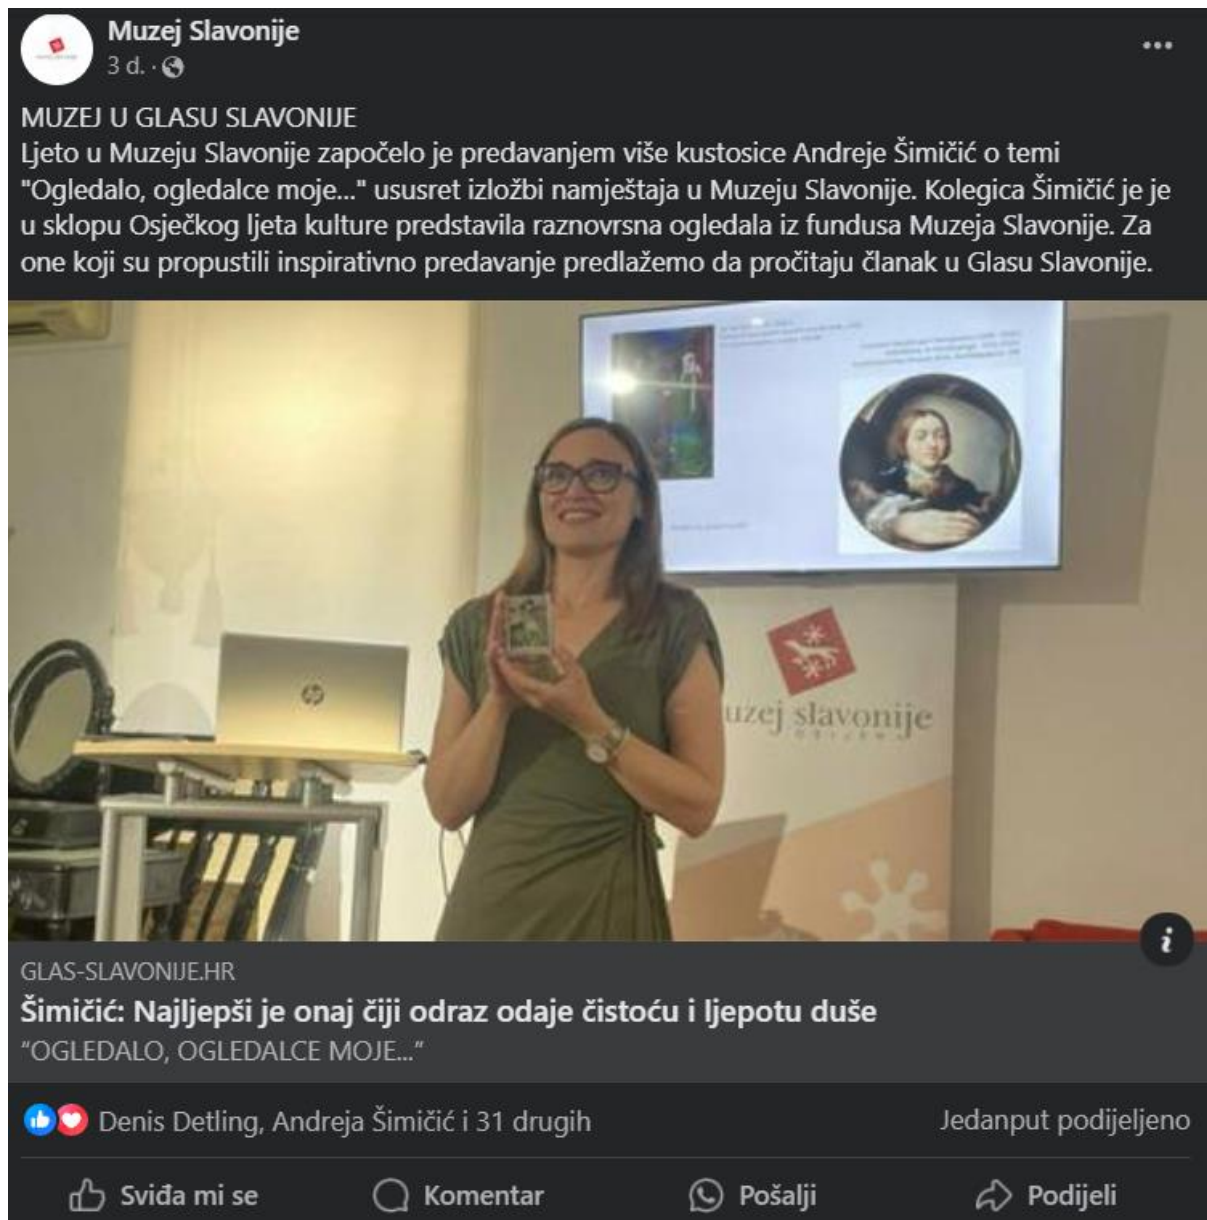 Muzej Slavonije
3 d.
MUZEJ U GLASU SLAVONIJE
Ljeto u Muzeju Slavonije započelo je predavanjem više kustosice Andreje Šimičić o temi
"Ogledalo, ogledalce moje..." ususret izložbi namještaja u Muzeju Slavonije. Kolegica Šimičić je je
u sklopu Osječkog ljeta kulture predstavila raznovrsna ogledala iz fundusa Muzeja Slavonije. Za
one koji su propustili inspirativno predavanje predlažemo da pročitaju članak u Glasu Slavonije.
hp
uzej slavonije
GLAS-SLAVONIJE.HR
Šimičić: Najljepši je onaj čiji odraz odaje čistoću i ljepotu duše
“OGLEDALO, OGLEDALCE MOJE...”
Denis Detling, Andreja Šimičić i 31 drugih
Jedanput podijeljeno
Sviđa mi se
Komentar
Pošalji
Podijeli